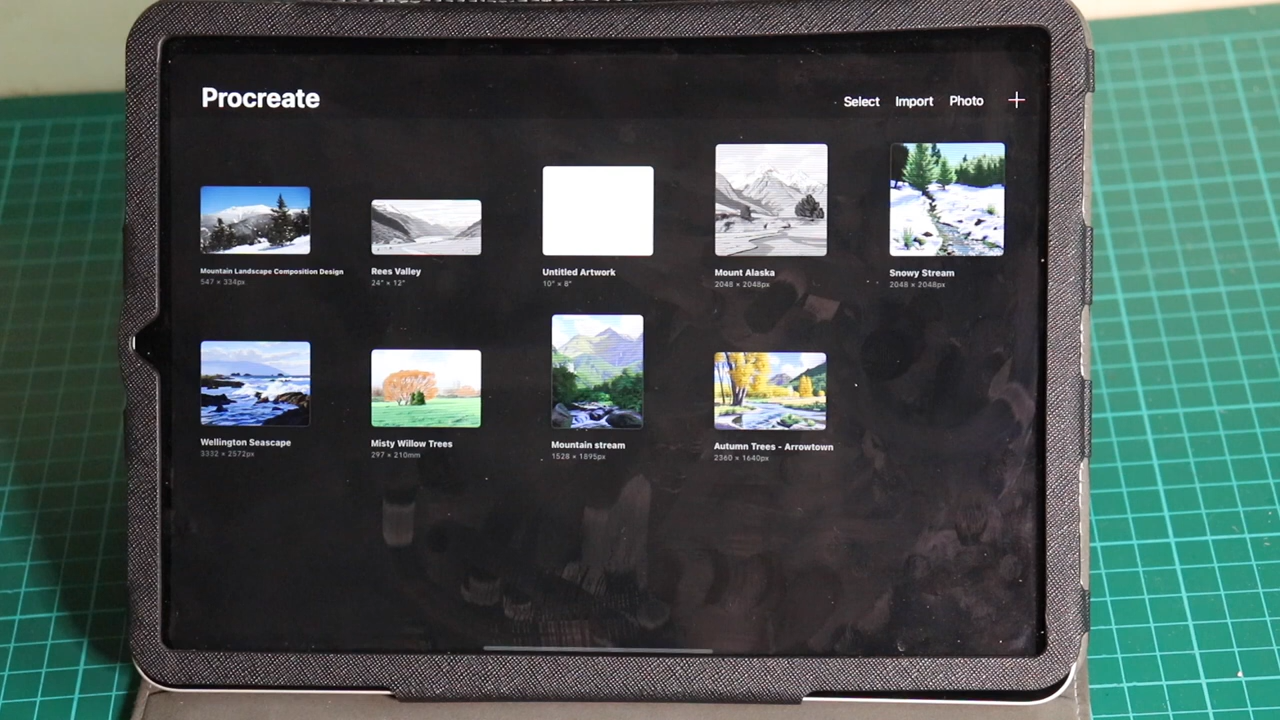 Procreate
Select Import Photo +
Mountain Landscape Composition Design
547 × 334px
Rees Valley
24" × 12"
Untitled Artwork
10" × 8"
Mount Alaska
2048 × 2048px
Snowy Stream
2048 × 2048px
Wellington Seascape
3332 × 2572px
Misty Willow Trees
297 × 210mm
Mountain stream
1528 × 1895px
Autumn Trees - Arrowtown
2360 × 1640px